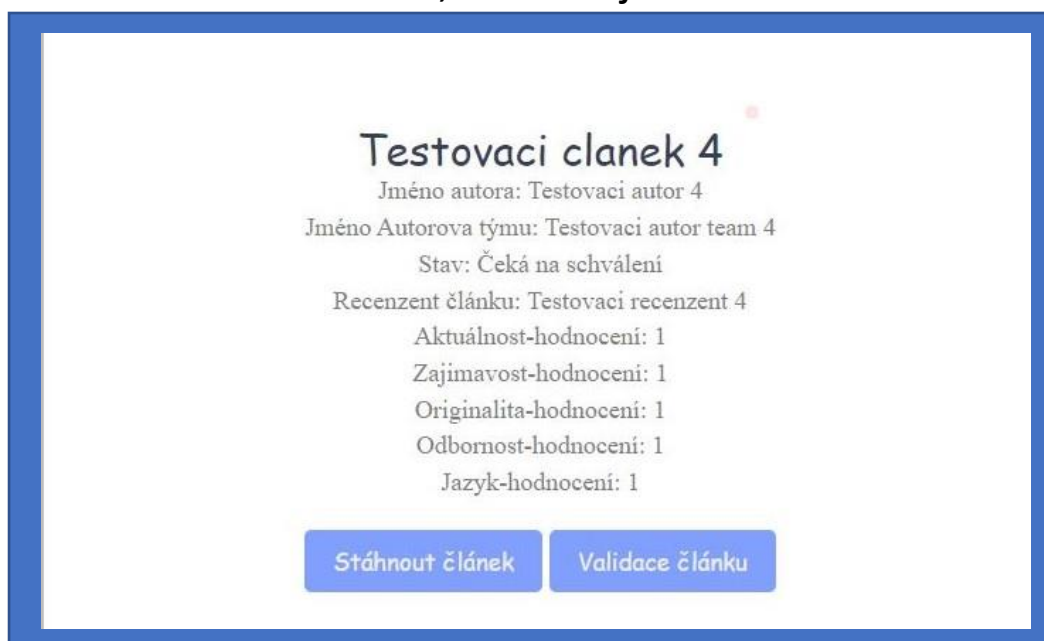 Testovaci clanek 4
Jméno autora: Testovaci autor 4
Jméno Autorova týmu: Testovaci autor team 4
Stav: Čeká na schválení
Recenzent článku: Testovaci recenzent 4
Aktuálnost-hodnocení: 1
Zajimavost-hodnoceni: 1
Originalita-hodnocení: 1
Odbornost-hodnocení: 1
Jazyk-hodnocení: 1
Stáhnout článek Validace článku